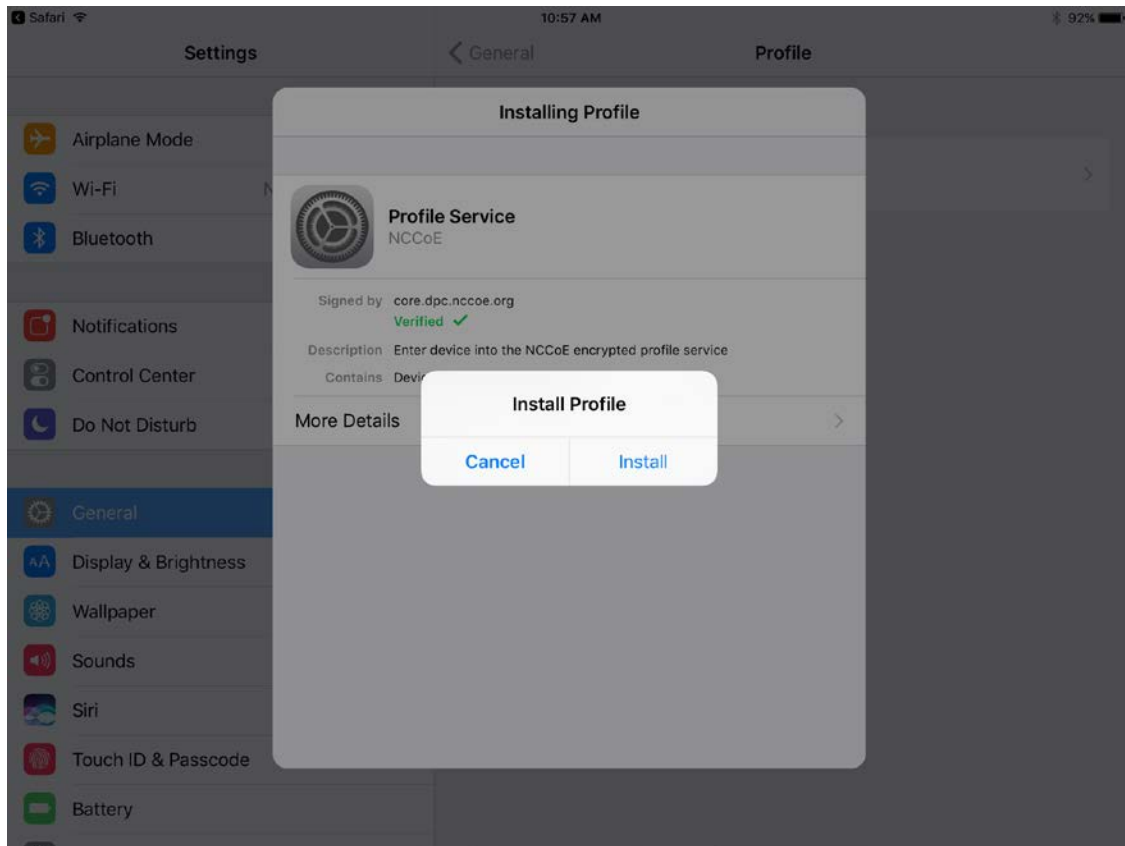 Safari 10:57 AM 92%
Settings
General Profile
Installing Profile
Airplane Mode
Wi-Fi N
Bluetooth
Profile Service
NCCoE
Signed by core.dpc.nccoe.org
Verified ✓
Description Enter device into the NCCoE encrypted profile service
Contains
More Details
Install Profile
Cancel Install
Notifications
Control Center
Do Not Disturb
General
AA Display & Brightness
Wallpaper
Sounds
Siri
Touch ID & Passcode
Battery